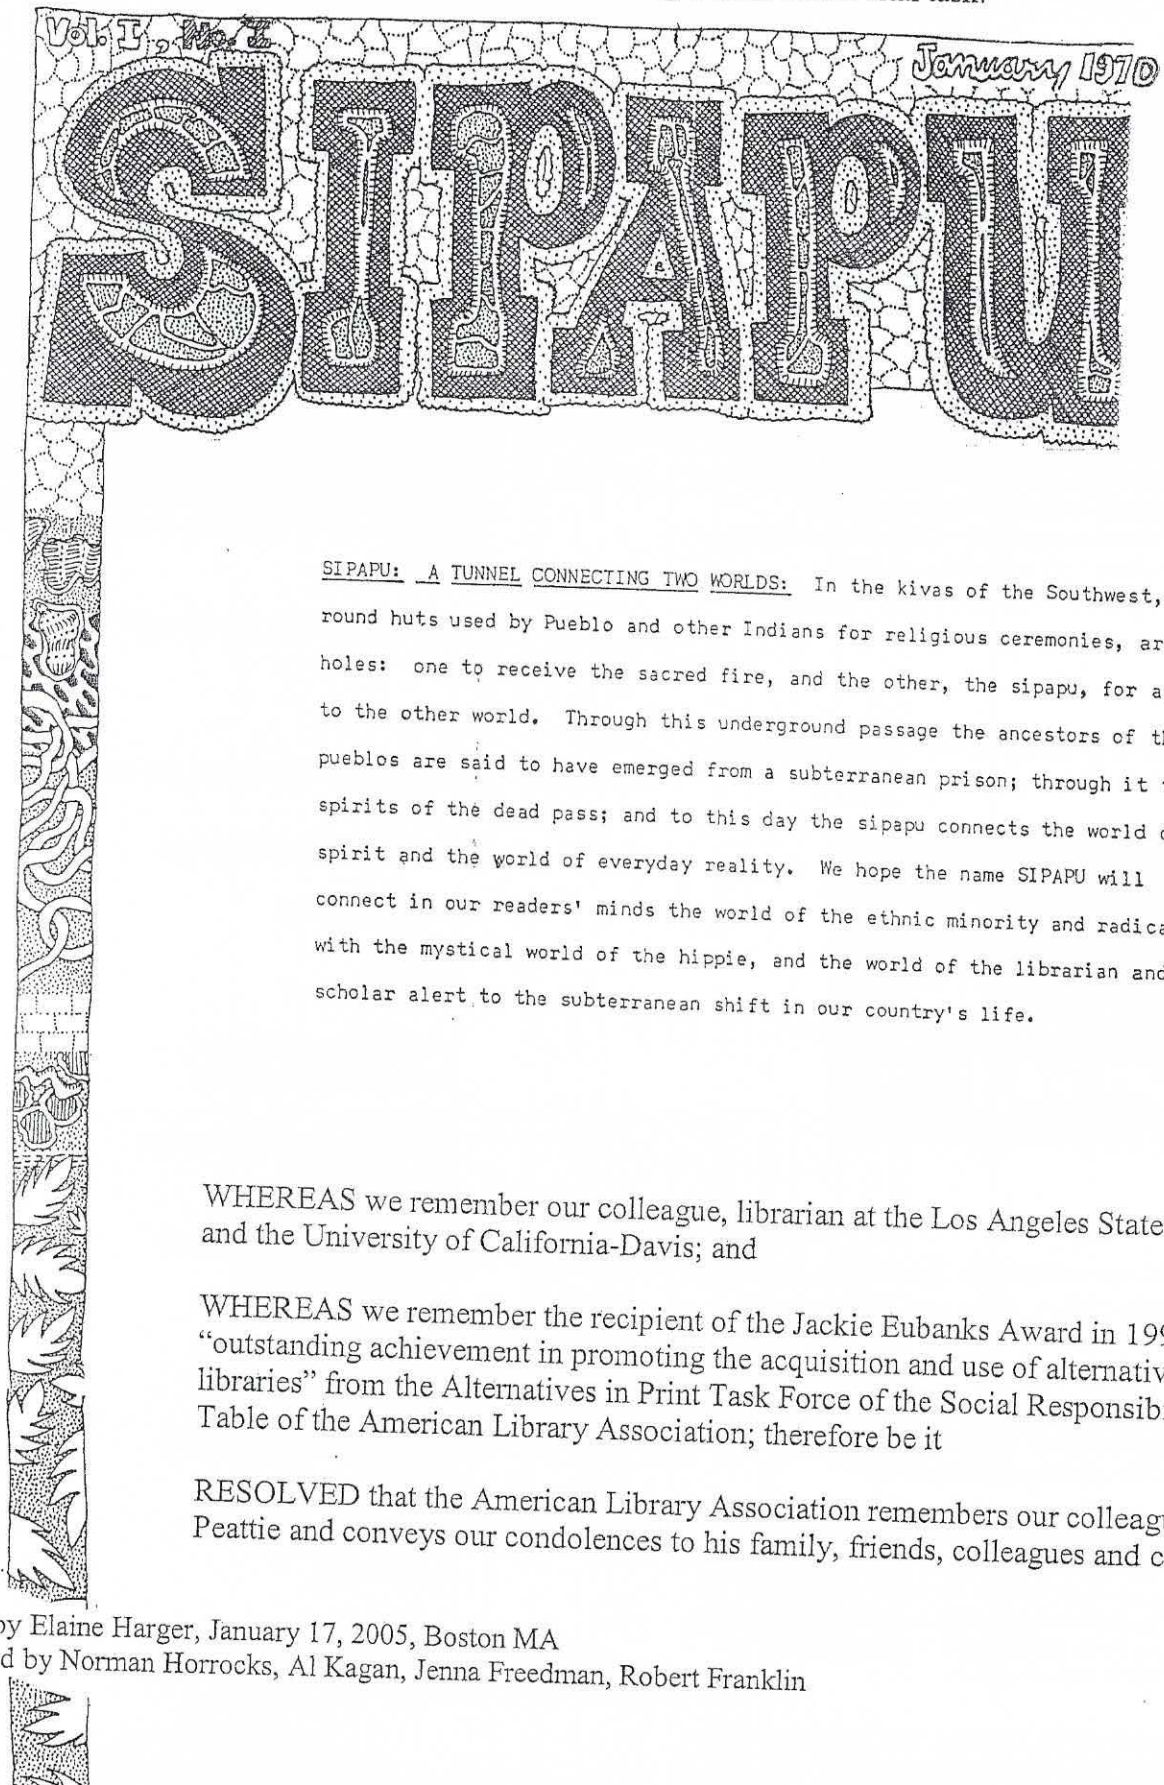 Vol. I, No. I
January 1970
SIPAPU
SIPAPU: A TUNNEL CONNECTING TWO WORLDS: In the kivas of the Southwest,
round huts used by Pueblo and other Indians for religious ceremonies, ar
holes: one to receive the sacred fire, and the other, the sipapu, for a
to the other world. Through this underground passage the ancestors of t
pueblos are said to have emerged from a subterranean prison; through it
spirits of the dead pass; and to this day the sipapu connects the world
spirit and the world of everyday reality. We hope the name SIPAPU will
connect in our readers' minds the world of the ethnic minority and radica
with the mystical world of the hippie, and the world of the librarian and
scholar alert to the subterranean shift in our country's life.
WHEREAS we remember our colleague, librarian at the Los Angeles State
and the University of California-Davis; and
WHEREAS we remember the recipient of the Jackie Eubanks Award in 199
“outstanding achievement in promoting the acquisition and use of alternativ
libraries” from the Alternatives in Print Task Force of the Social Responsib
Table of the American Library Association; therefore be it
RESOLVED that the American Library Association remembers our colleag
Peattie and conveys our condolences to his family, friends, colleagues and c
by Elaine Harger, January 17, 2005, Boston MA
d by Norman Horrocks, Al Kagan, Jenna Freedman, Robert Franklin